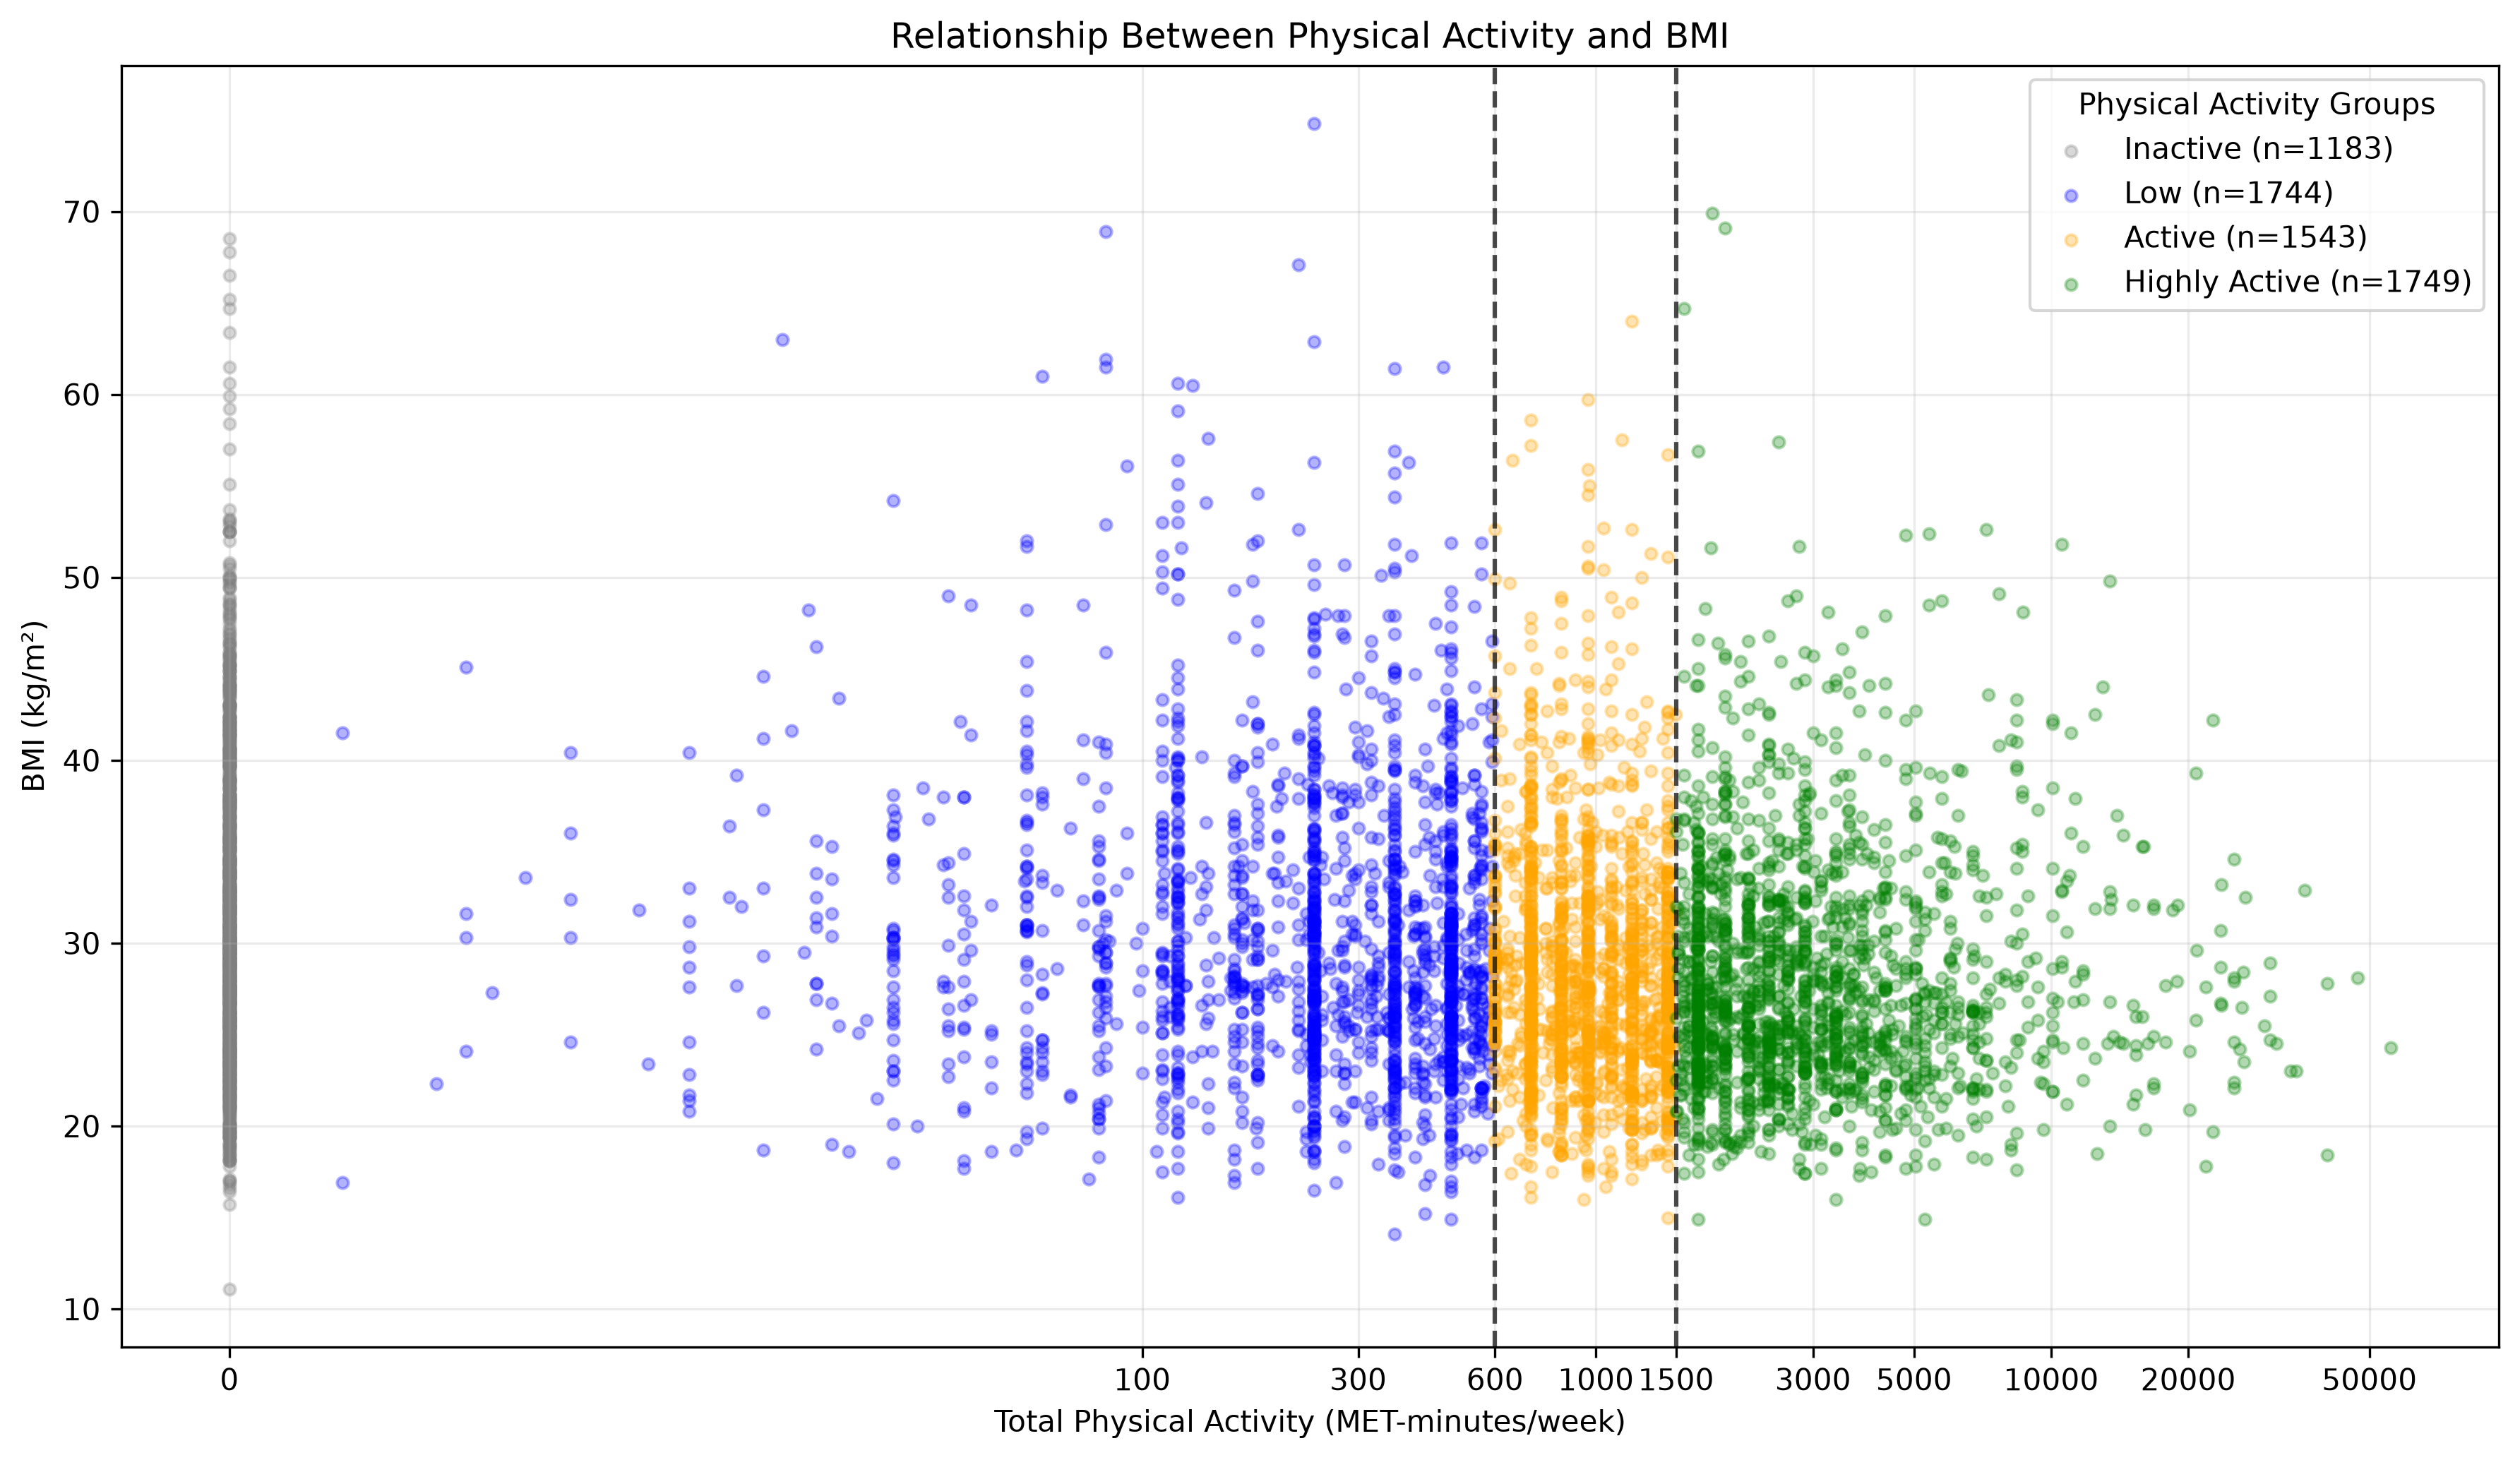 Relationship Between Physical Activity and BMI
Physical Activity Groups
Inactive (n=1183)
Low (n=1744)
Active (n=1543)
Highly Active (n=1749)
BMI (kg/m²)
70
60
50
40
30
20
10
0 100 300 600 1000 1500 3000 5000 10000 20000 50000
Total Physical Activity (MET-minutes/week)